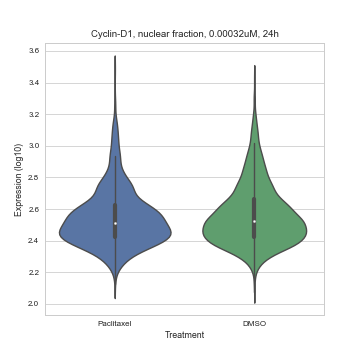 Cyclin-D1, nuclear fraction, 0.00032uM, 24h
3.6
3.4
3.2
3.0
2.8
2.6
2.4
2.2
2.0
Expression (log10)
Paclitaxel
DMSO
Treatment